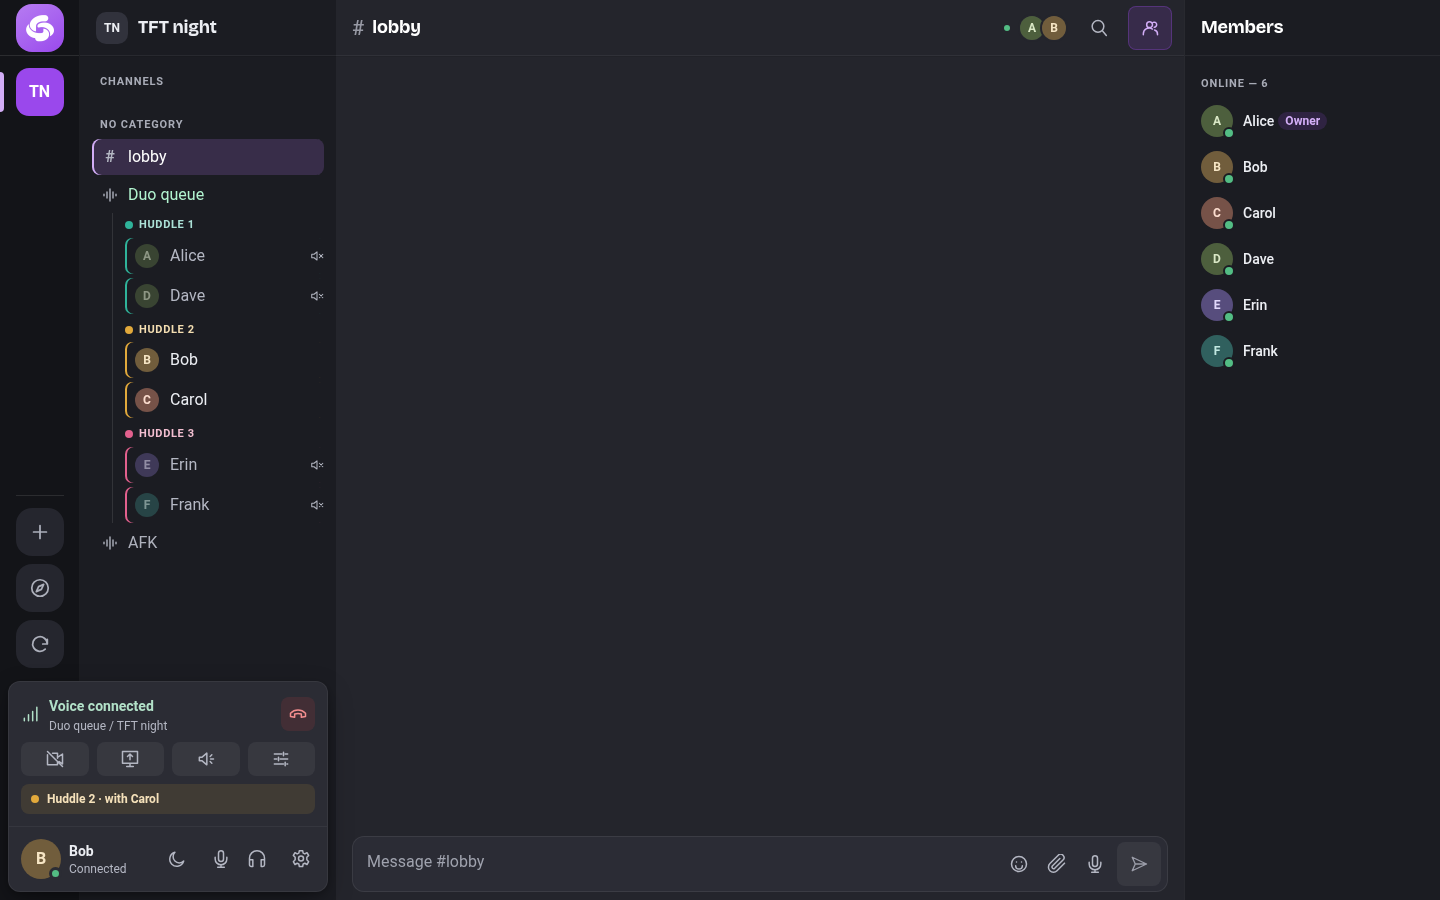 TN
TFT night
CHANNELS
NO CATEGORY
# lobby
Duo queue
HUDDLE 1
A Alice
D Dave
HUDDLE 2
B Bob
C Carol
HUDDLE 3
E Erin
F Frank
AFK
TN
Voice connected
Duo queue / TFT night
Huddle 2 · with Carol
B
Bob
Connected
# lobby
A B
Message #lobby
Members
ONLINE — 6
A Alice Owner
B Bob
C Carol
D Dave
E Erin
F Frank